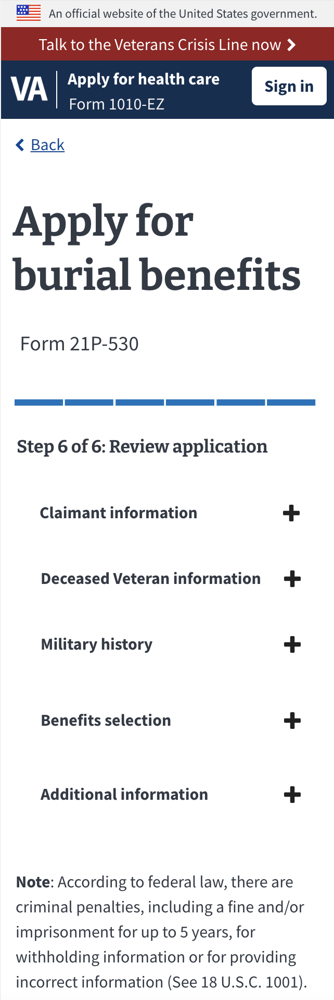 An official website of the United States government.
Talk to the Veterans Crisis Line now
VA
Apply for health care
Form 1010-EZ
Sign in
Back
Apply for
burial benefits
Form 21P-530
Step 6 of 6: Review application
Claimant information
Deceased Veteran information
Military history
Benefits selection
Additional information
Note: According to federal law, there are
criminal penalties, including a fine and/or
imprisonment for up to 5 years, for
withholding information or for providing
incorrect information (See 18 U.S.C. 1001).